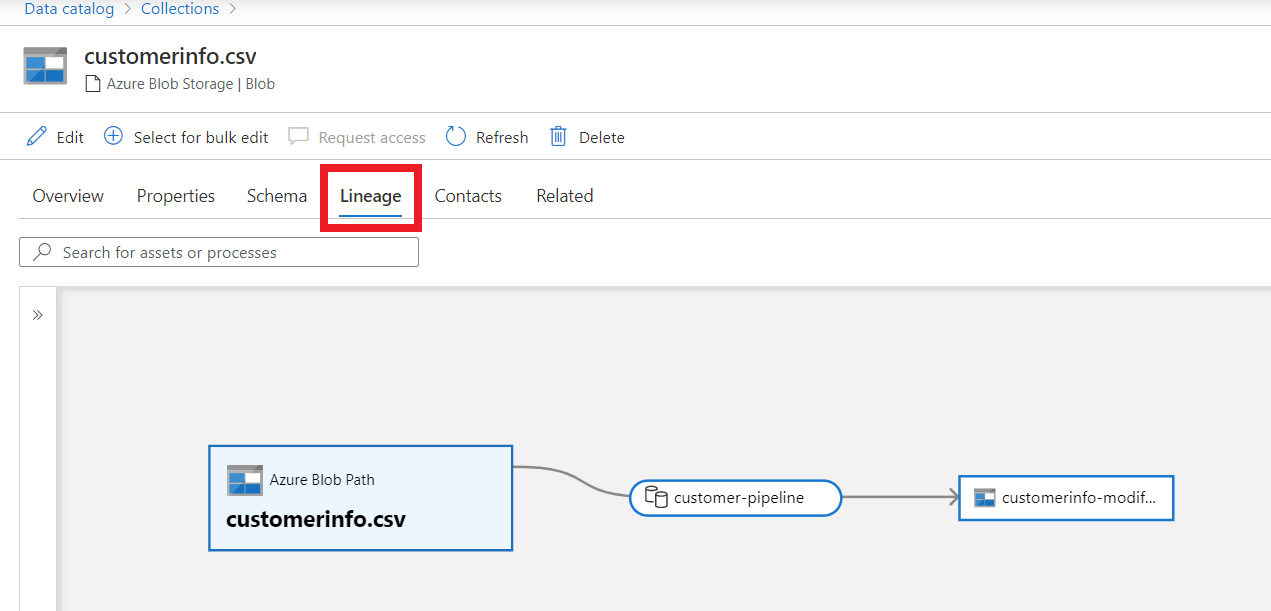 Data catalog > Collections >
customerinfo.csv
Azure Blob Storage | Blob
Edit Select for bulk edit Request access Refresh Delete
Overview Properties Schema Lineage Contacts Related
Search for assets or processes
»
Azure Blob Path
customerinfo.csv
customer-pipeline
customerinfo-modif...